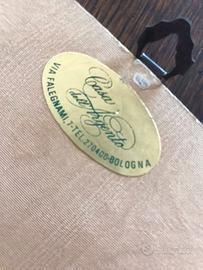 Casa
dell'Argento
VIA FALEGNAMI, 7-TEL. 270400-BOLOGNA